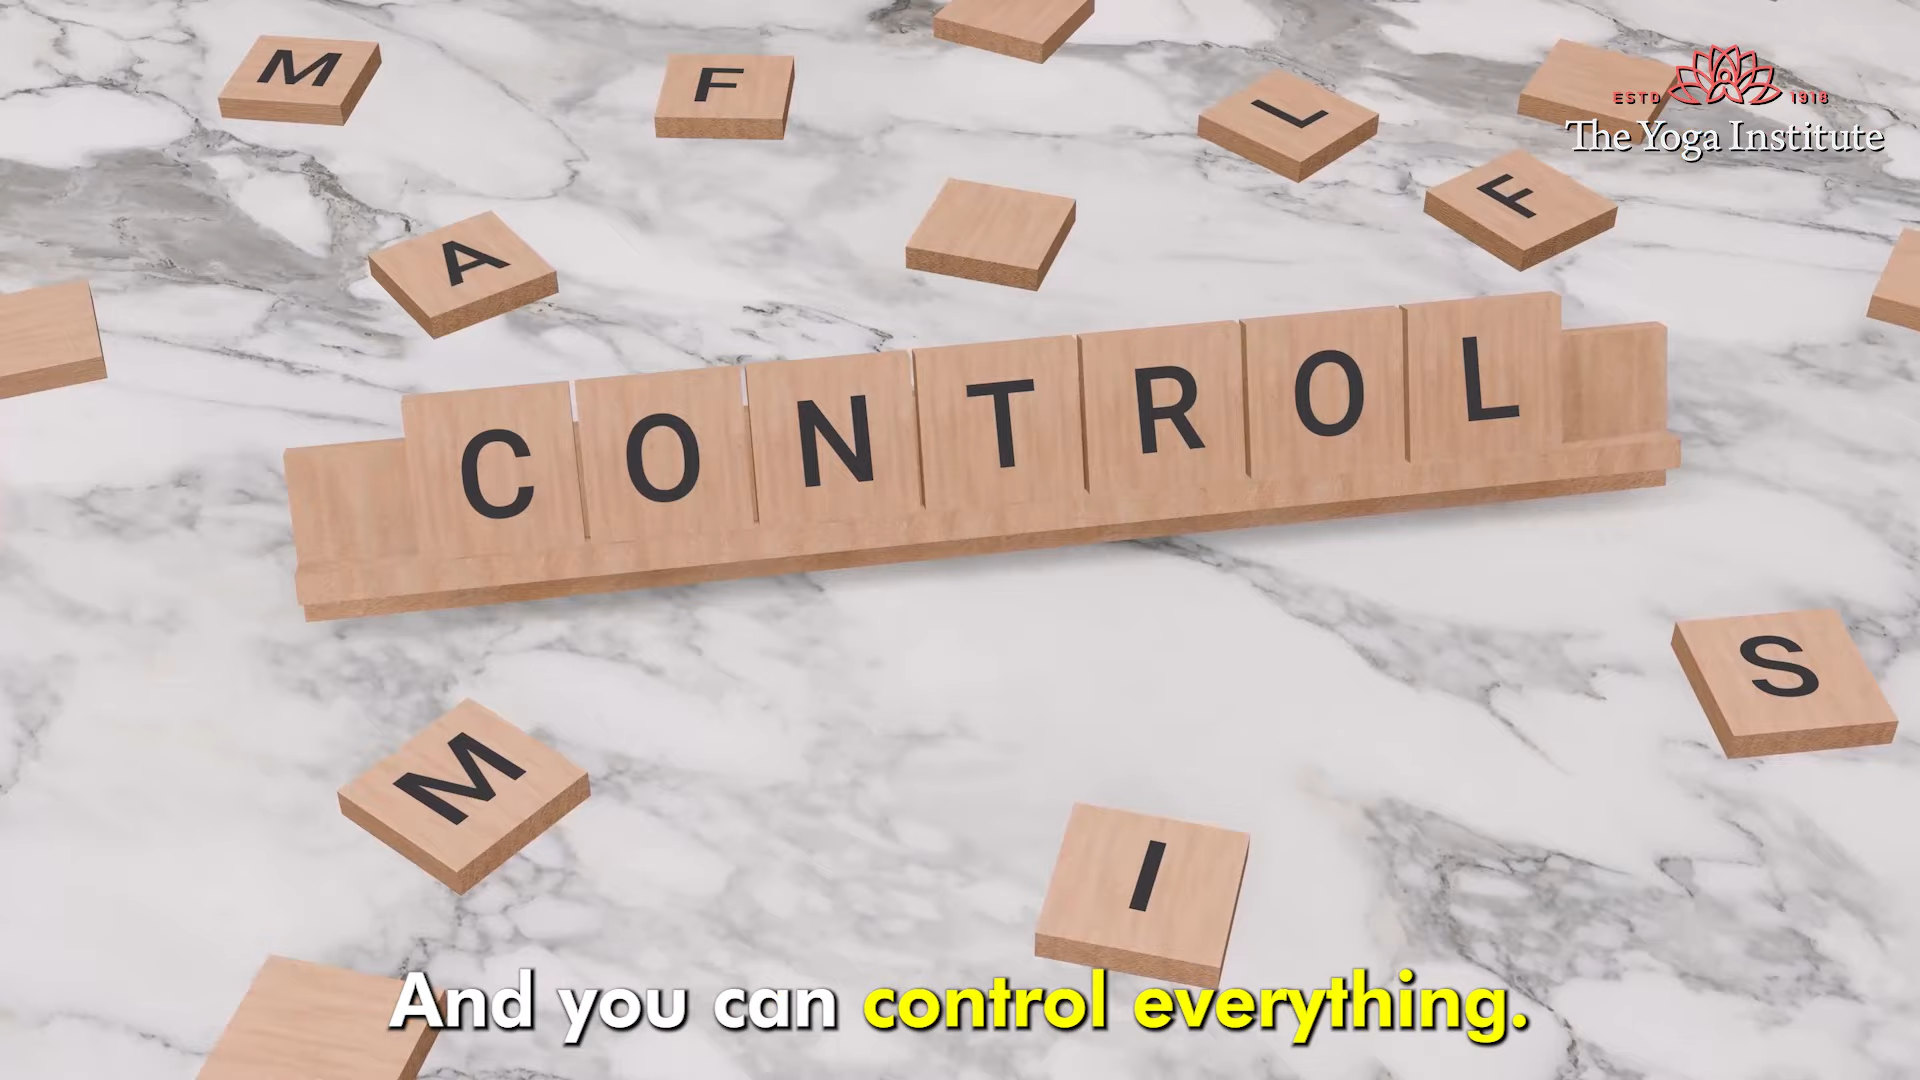 M
F
L
ESTD 1918
The Yoga Institute
F
A
CONTROL
S
M
I
And you can control everything.